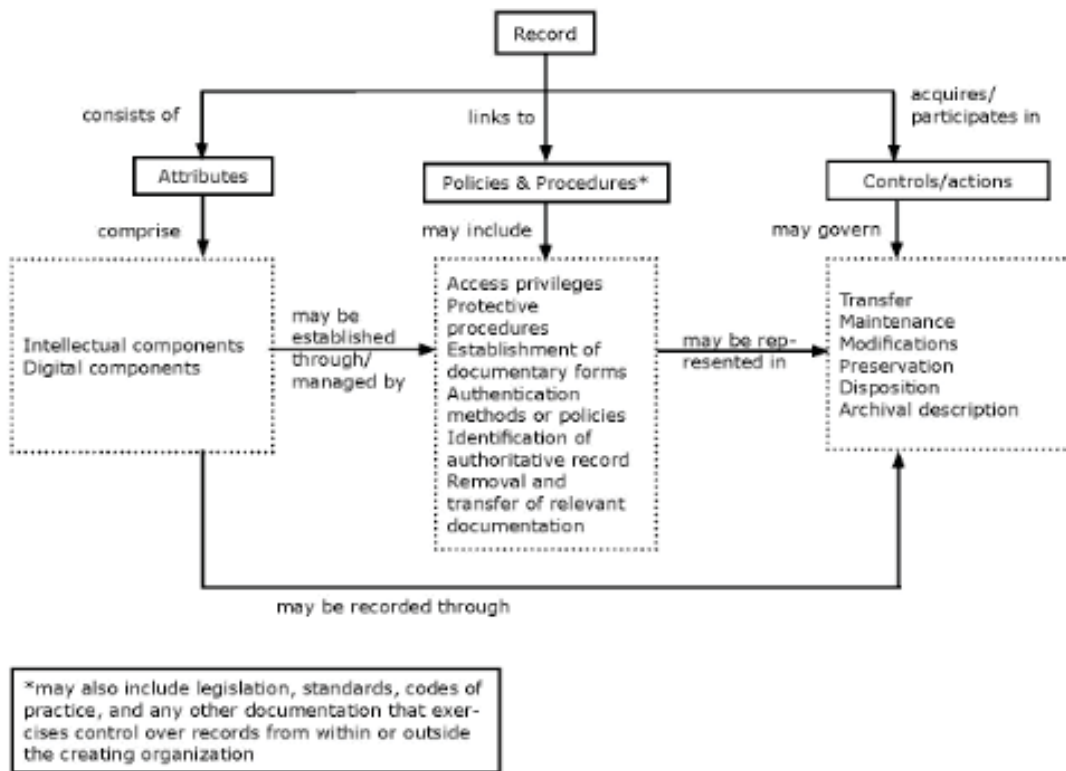 Record
consists of
links to
acquires/
participates in
Attributes
Policies & Procedures*
Controls/actions
comprise
may include
may govern
Intellectual components
Digital components
may be
established
through/
managed by
Access privileges
Protective
procedures
Establishment of
documentary forms
Authentication
methods or policies
Identification of
authoritative record
Removal and
transfer of relevant
documentation
may be rep-
resented in
Transfer
Maintenance
Modifications
Preservation
Disposition
Archival description
may be recorded through
*may also include legislation, standards, codes of
practice, and any other documentation that exer-
cises control over records from within or outside
the creating organization